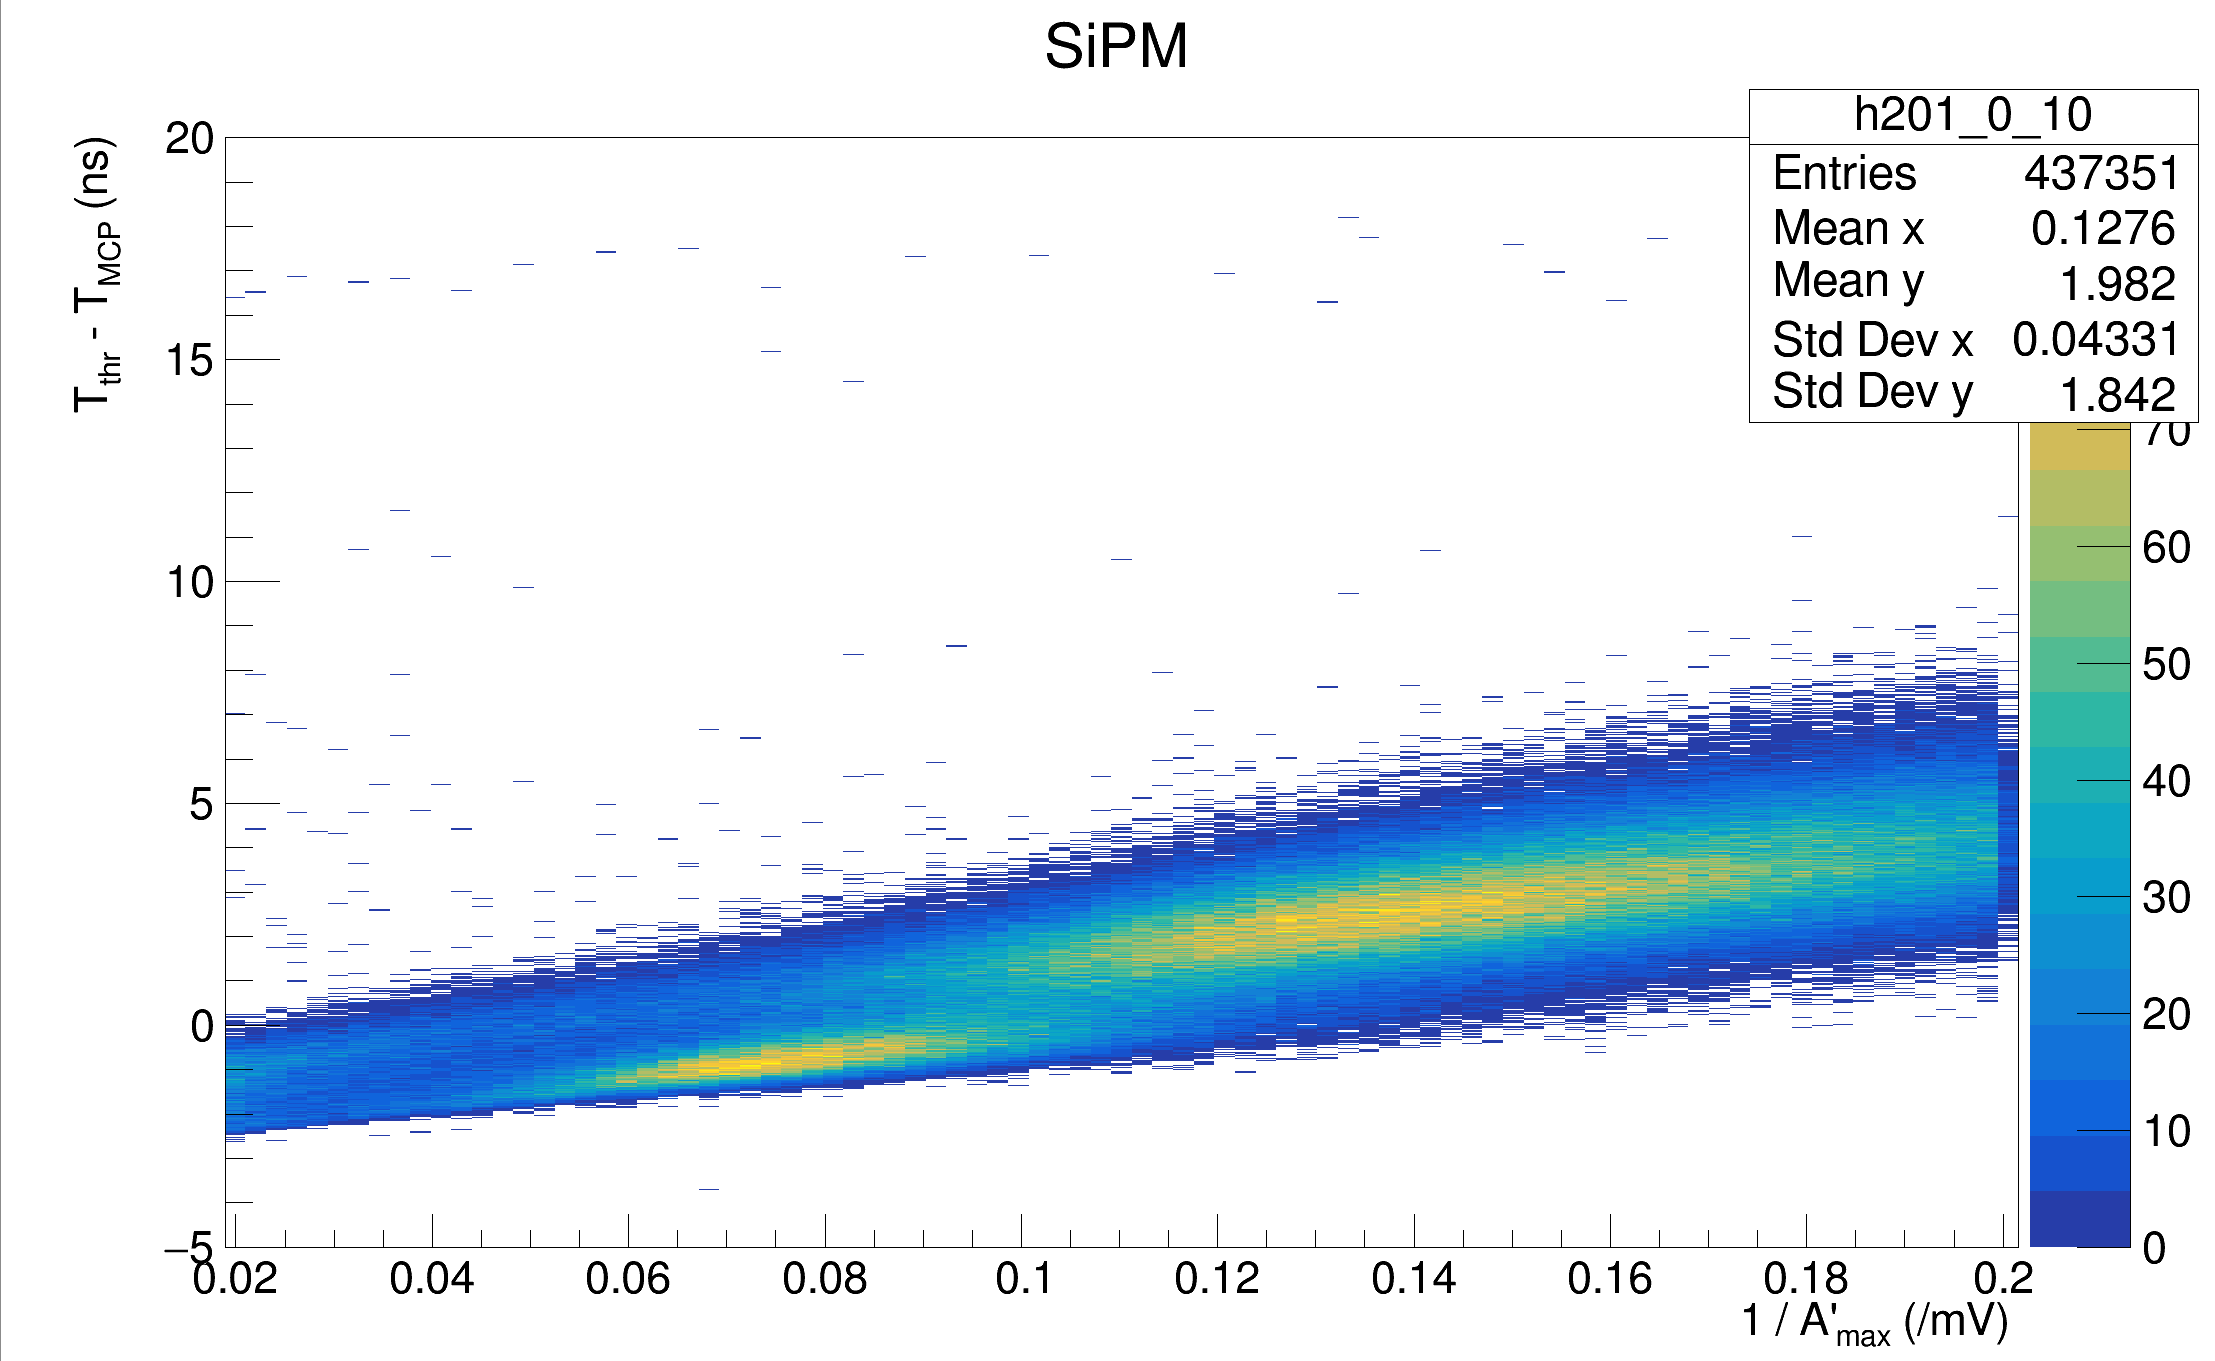 SiPM
h201_0_10
Entries 437351
Mean x 0.1276
Mean y 1.982
Std Dev x 0.04331
Std Dev y 1.842
T_thr - T_MCP (ns)
20
15
10
5
0
−5
0.02 0.04 0.06 0.08 0.1 0.12 0.14 0.16 0.18 0.2
1 / A'_max (/mV)
70
60
50
40
30
20
10
0